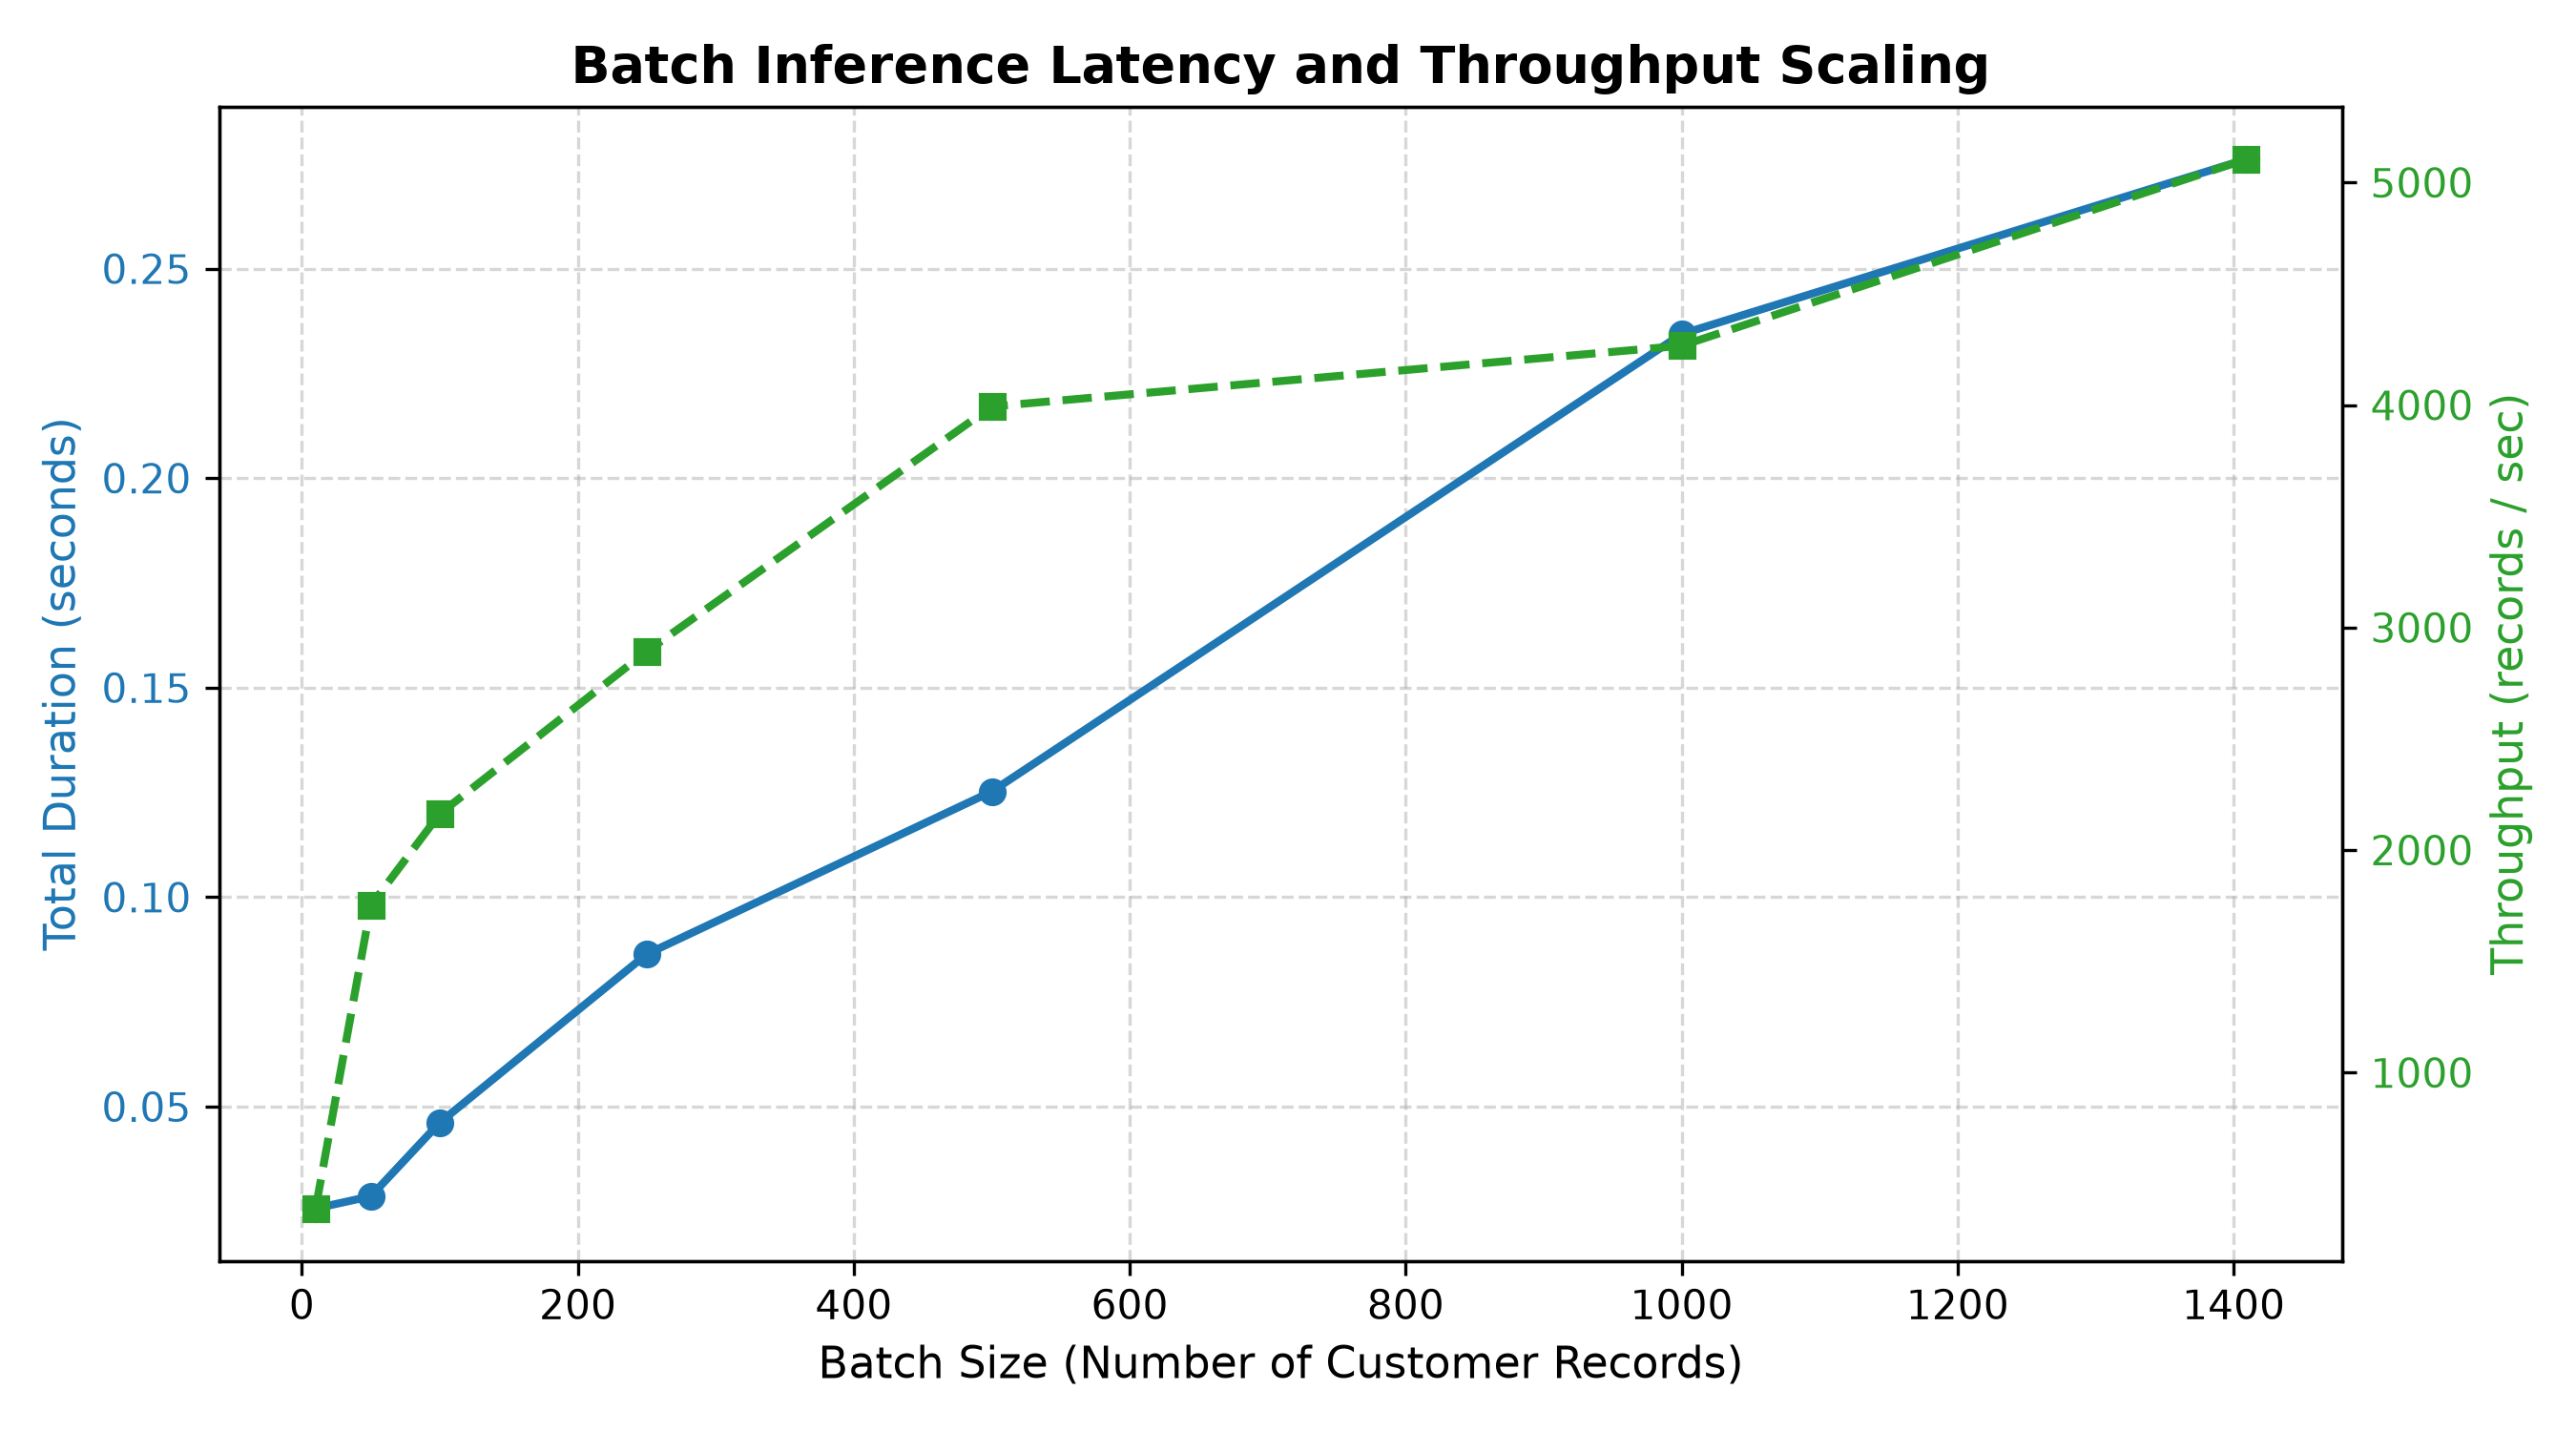 Batch Inference Latency and Throughput Scaling
Total Duration (seconds)
0.25
0.20
0.15
0.10
0.05
5000
4000
3000
2000
1000
Throughput (records / sec)
0 200 400 600 800 1000 1200 1400
Batch Size (Number of Customer Records)